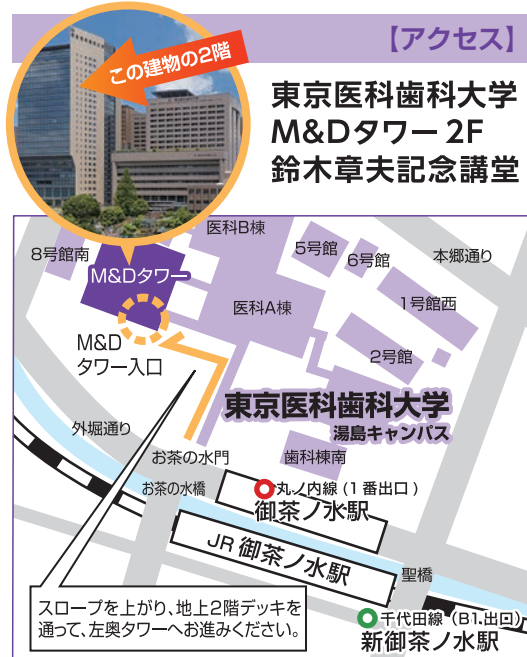 【アクセス】
この建物の2階
東京医科歯科大学
M&Dタワー 2F
鈴木章夫記念講堂
8号館南
M&Dタワー
医科B棟
5号館
6号館
本郷通り
医科A棟
1号館西
2号館
M&D
タワー入口
東京医科歯科大学
湯島キャンパス
外堀通り
お茶の水門
歯科棟南
お茶の水橋
丸ノ内線(1番出口)
御茶ノ水駅
JR 御茶ノ水駅
聖橋
スロープを上がり、地上2階デッキを
通って、左奥タワーへお進みください。
千代田線(B1.出口)
新御茶ノ水駅